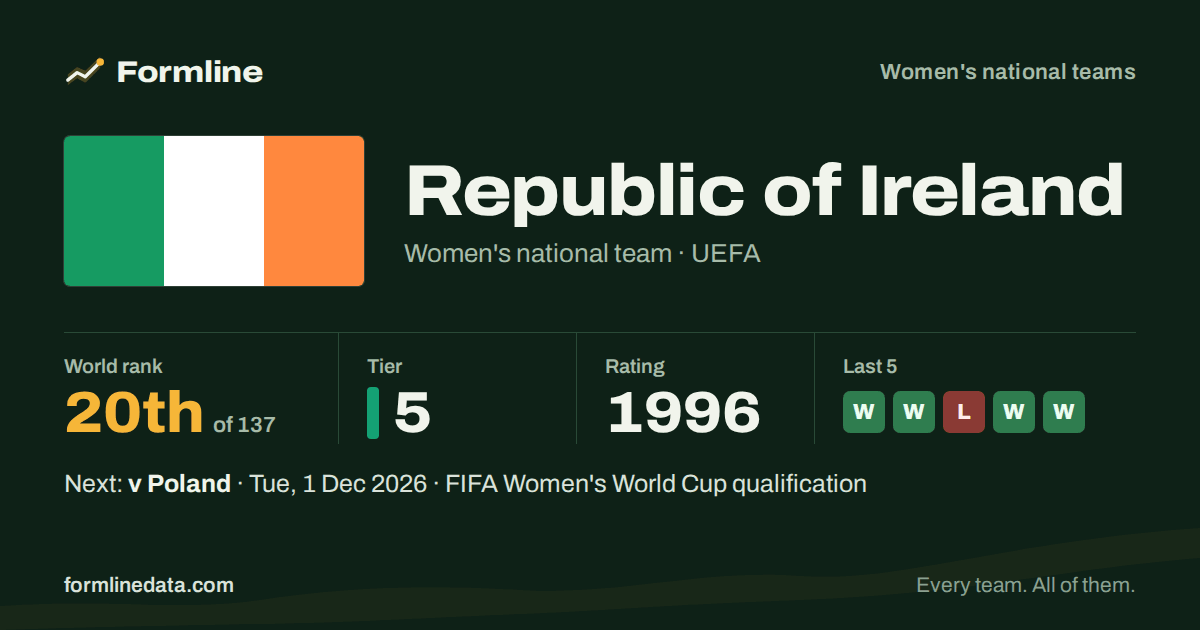 Formline
Women's national teams
Republic of Ireland
Women's national team · UEFA
World rank
20th of 137
Tier
5
Rating
1996
Last 5
W W L W W
Next: v Poland · Tue, 1 Dec 2026 · FIFA Women's World Cup qualification
formlinedata.com
Every team. All of them.